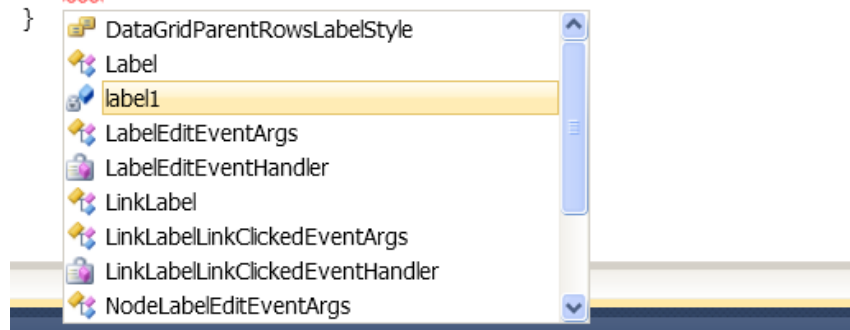 }
DataGridParentRowsLabelStyle
Label
label1
LabelEditEventArgs
LabelEditEventHandler
LinkLabel
LinkLabelLinkClickedEventArgs
LinkLabelLinkClickedEventHandler
NodeLabelEditEventArgs